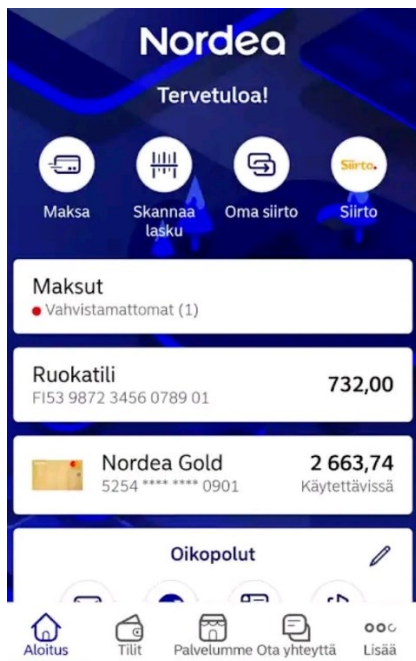 Nordea
Tervetuloa!
Siirto.
Maksa
Skannaa
lasku
Oma siirto
Siirto
Maksut
Vahvistamattomat (1)
Ruokatili
732,00
FI53 9872 3456 0789 01
Nordea Gold
2 663,74
5254 **** **** 0901
Käytettävissä
Oikopolut
Aloitus
Tilit
Palvelumme
Ota yhteyttä
Lisää